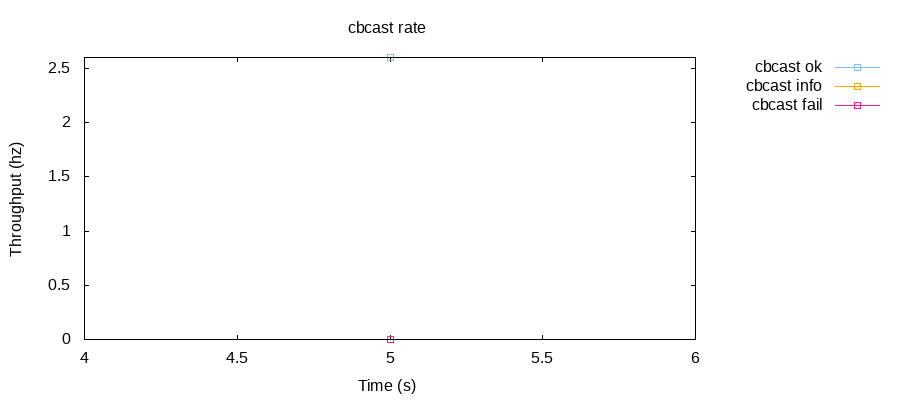 cbcast rate
cbcast ok
cbcast info
cbcast fail
Throughput (hz)
2.5
2
1.5
1
0.5
0
4 4.5 5 5.5 6
Time (s)